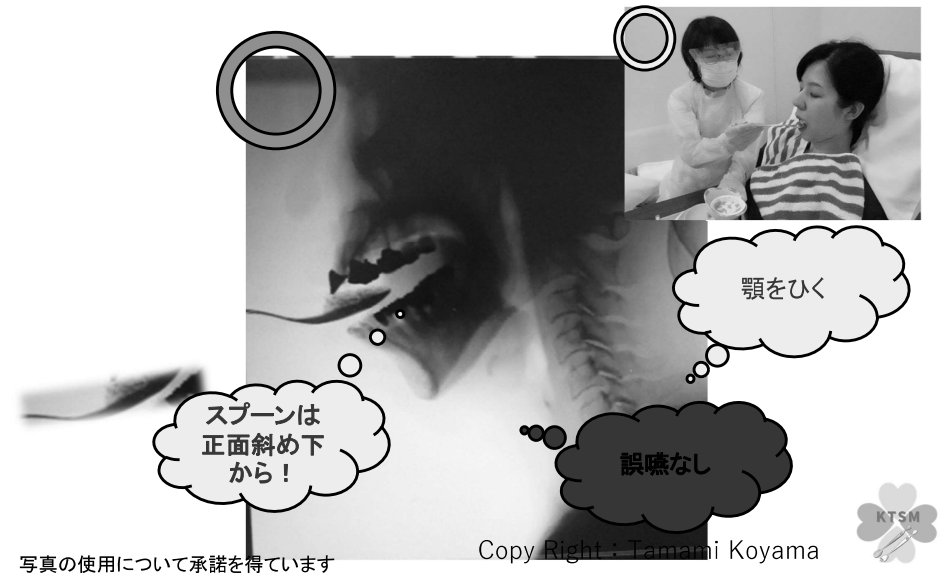 顎をひく
スプーンは
正面斜め下
から！
誤嚥なし
KTSM
Copy Right：Tamami Koyama
写真の使用について承諾を得ています